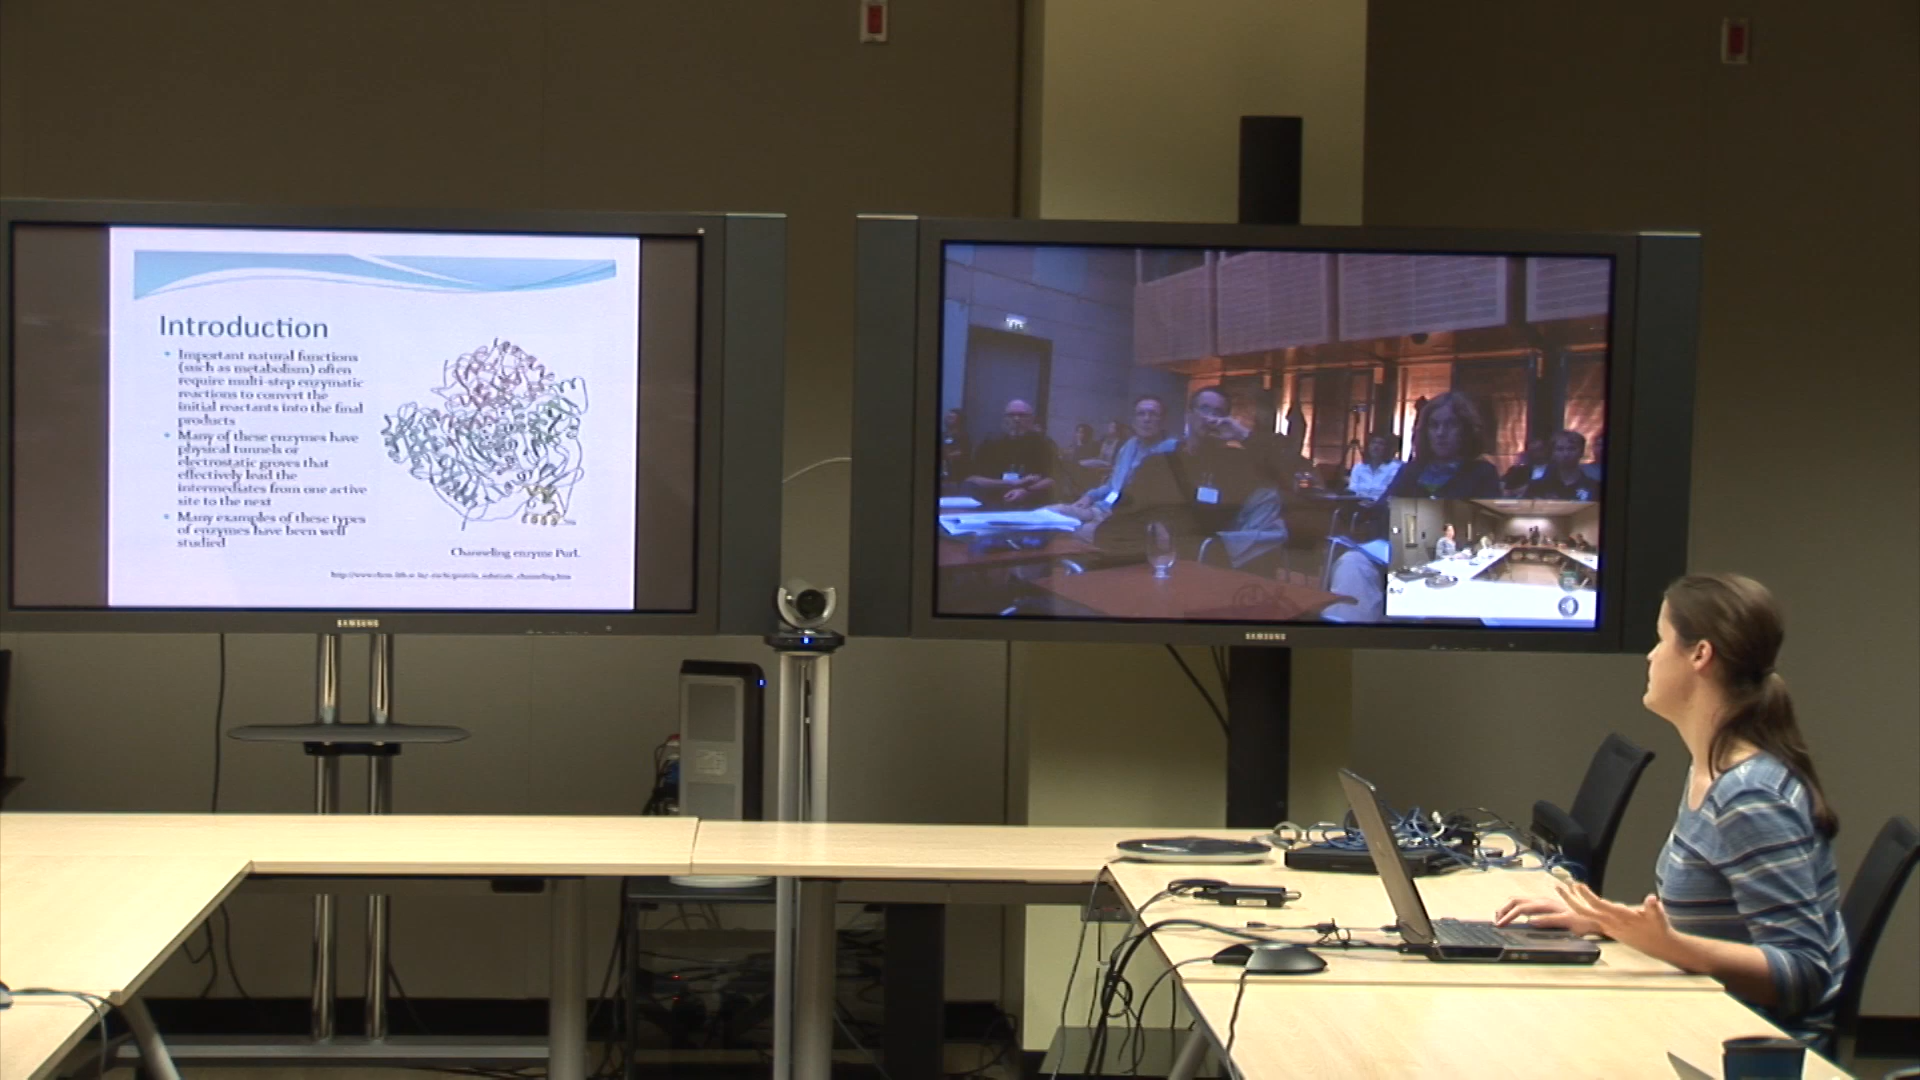 Introduction
Important natural functions
(such as metabolism) often
require multi-step enzymatic
reactions to convert the
initial reactants into the final
products
Many of these enzymes have
physical tunnels or
electrostatic groves that
effectively lead the
intermediates from one active
site to the next
Many examples of these types
of enzymes have been well
studied
Channeling enzyme PurL
SAMSUNG
SAMSUNG